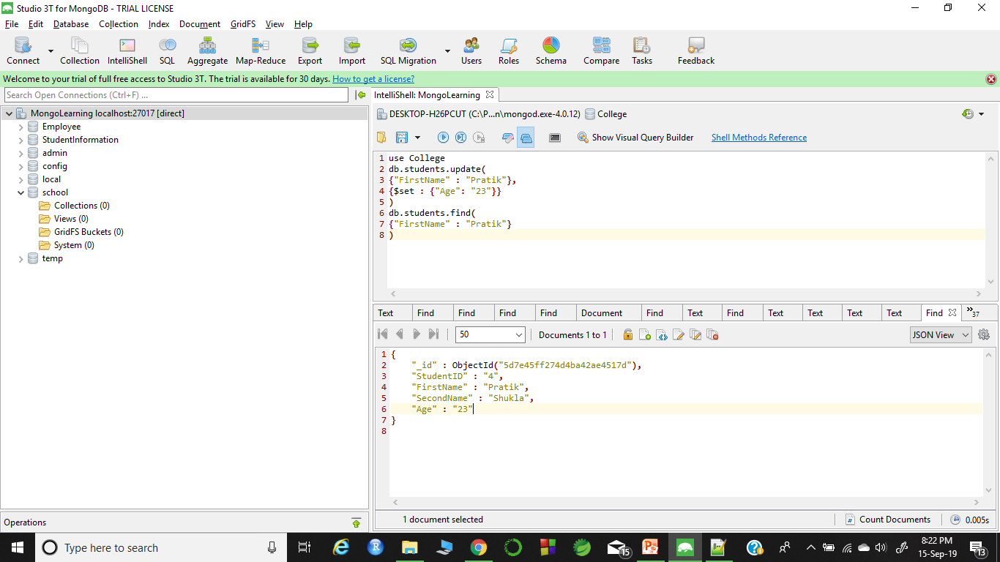 Studio 3T for MongoDB - TRIAL LICENSE
File Edit Database Collection Index Document GridFS View Help
Connect Collection IntelliShell SQL Aggregate Map-Reduce Export Import SQL Migration Users Roles Schema Compare Tasks Feedback
Welcome to your trial of full free access to Studio 3T. The trial is available for 30 days. How to get a license?
Search Open Connections (Ctrl+F) ...
MongoLearning localhost:27017 [direct]
Employee
StudentInformation
admin
config
local
school
Collections (0)
Views (0)
GridFS Buckets (0)
System (0)
temp
Operations
IntelliShell: MongoLearning
DESKTOP-H26PCUT (C:\P...n\mongod.exe-4.0.12) College
Show Visual Query Builder Shell Methods Reference
1 use College
2 db.students.update(
3 {"FirstName" : "Pratik"},
4 {$set : {"Age": "23"}}
5 )
6 db.students.find(
7 {"FirstName" : "Pratik"}
8 )
Text Find Find Find Find Document Find Text Find Text Text Text Text Find »37
50 Documents 1 to 1 JSON View
1 {
2 "_id" : ObjectId("5d7e45ff274d4ba42ae4517d"),
3 "StudentID" : "4",
4 "FirstName" : "Pratik",
5 "SecondName" : "Shukla",
6 "Age" : "23"
7 }
8
1 document selected Count Documents 0.005s
Type here to search 15 8:22 PM
15-Sep-19 13